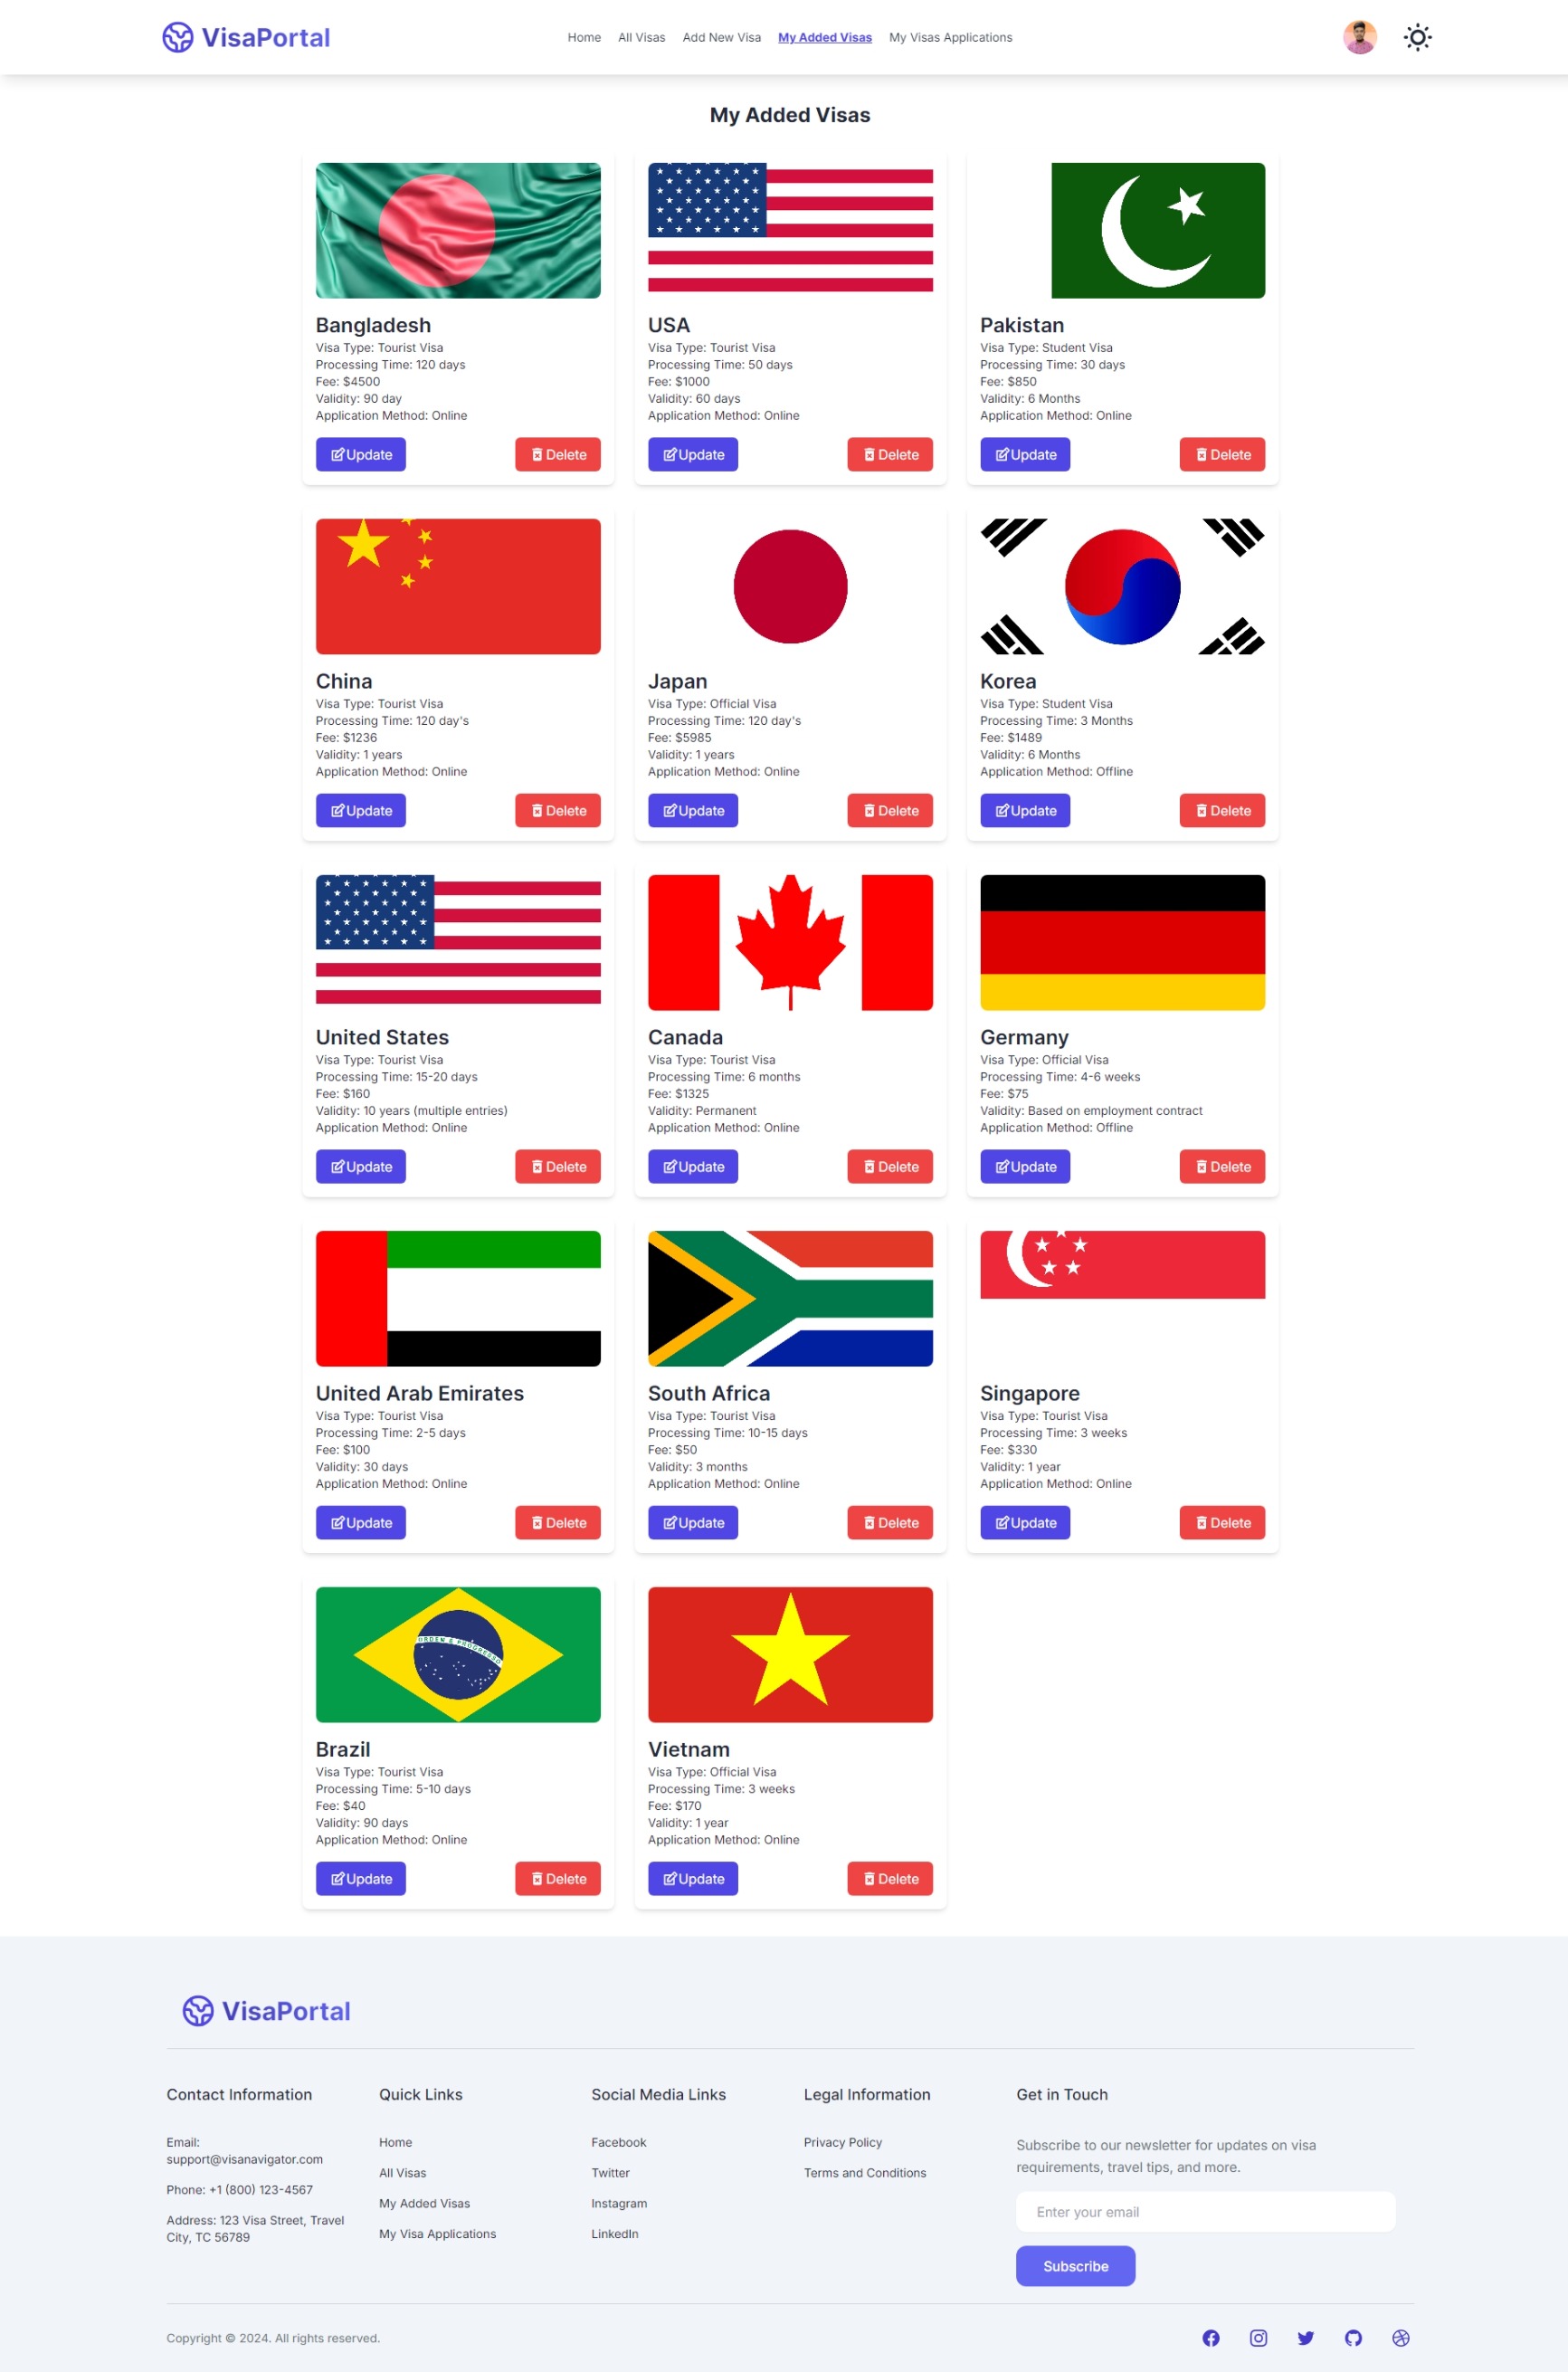 VisaPortal
Home All Visas Add New Visa My Added Visas My Visas Applications
My Added Visas
Bangladesh
Visa Type: Tourist Visa
Processing Time: 120 days
Fee: $4500
Validity: 90 day
Application Method: Online
Update Delete
USA
Visa Type: Tourist Visa
Processing Time: 50 days
Fee: $1000
Validity: 60 days
Application Method: Online
Update Delete
Pakistan
Visa Type: Student Visa
Processing Time: 30 days
Fee: $850
Validity: 6 Months
Application Method: Online
Update Delete
China
Visa Type: Tourist Visa
Processing Time: 120 day's
Fee: $1236
Validity: 1 years
Application Method: Online
Update Delete
Japan
Visa Type: Official Visa
Processing Time: 120 day's
Fee: $5985
Validity: 1 years
Application Method: Online
Update Delete
Korea
Visa Type: Student Visa
Processing Time: 3 Months
Fee: $1489
Validity: 6 Months
Application Method: Offline
Update Delete
United States
Visa Type: Tourist Visa
Processing Time: 15-20 days
Fee: $160
Validity: 10 years (multiple entries)
Application Method: Online
Update Delete
Canada
Visa Type: Tourist Visa
Processing Time: 6 months
Fee: $1325
Validity: Permanent
Application Method: Online
Update Delete
Germany
Visa Type: Official Visa
Processing Time: 4-6 weeks
Fee: $75
Validity: Based on employment contract
Application Method: Offline
Update Delete
United Arab Emirates
Visa Type: Tourist Visa
Processing Time: 2-5 days
Fee: $100
Validity: 30 days
Application Method: Online
Update Delete
South Africa
Visa Type: Tourist Visa
Processing Time: 10-15 days
Fee: $50
Validity: 3 months
Application Method: Online
Update Delete
Singapore
Visa Type: Tourist Visa
Processing Time: 3 weeks
Fee: $330
Validity: 1 year
Application Method: Online
Update Delete
ORDEM E PROGRESSO
Brazil
Visa Type: Tourist Visa
Processing Time: 5-10 days
Fee: $40
Validity: 90 days
Application Method: Online
Update Delete
Vietnam
Visa Type: Official Visa
Processing Time: 3 weeks
Fee: $170
Validity: 1 year
Application Method: Online
Update Delete
VisaPortal
Contact Information
Email:
support@visanavigator.com
Phone: +1 (800) 123-4567
Address: 123 Visa Street, Travel
City, TC 56789
Quick Links
Home
All Visas
My Added Visas
My Visa Applications
Social Media Links
Facebook
Twitter
Instagram
LinkedIn
Legal Information
Privacy Policy
Terms and Conditions
Get in Touch
Subscribe to our newsletter for updates on visa
requirements, travel tips, and more.
Enter your email
Subscribe
Copyright © 2024. All rights reserved.